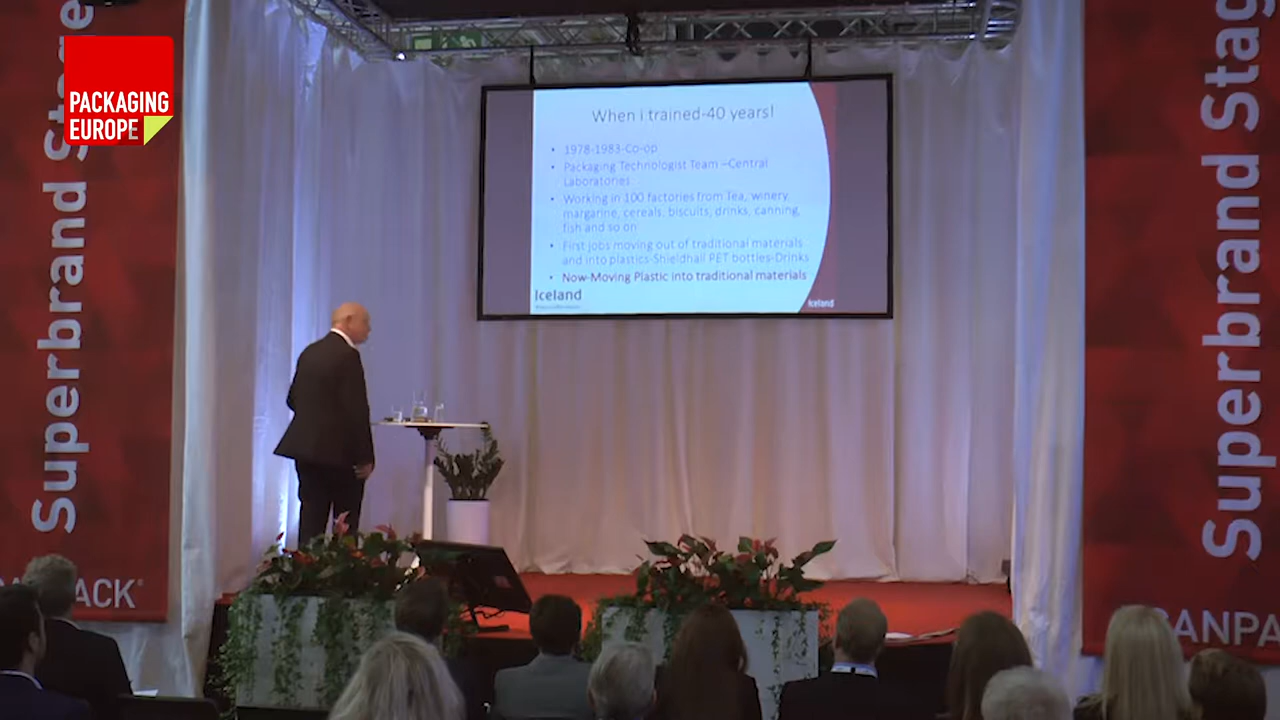 PACKAGING
EUROPE
Superbrand Stage
When i trained-40 years!
• 1978-1983-Co-op
• Packaging Technologist Team –Central
Laboratories
• Working in 100 factories from Tea, winery
margarine, cereals, biscuits, drinks, canning,
fish and so on
• First jobs moving out of traditional materials
and into plastics-Shieldhall PET bottles-Drinks
• Now-Moving Plastic into traditional materials
Iceland
Iceland
Superbrand Stag
ACK®
CANPA